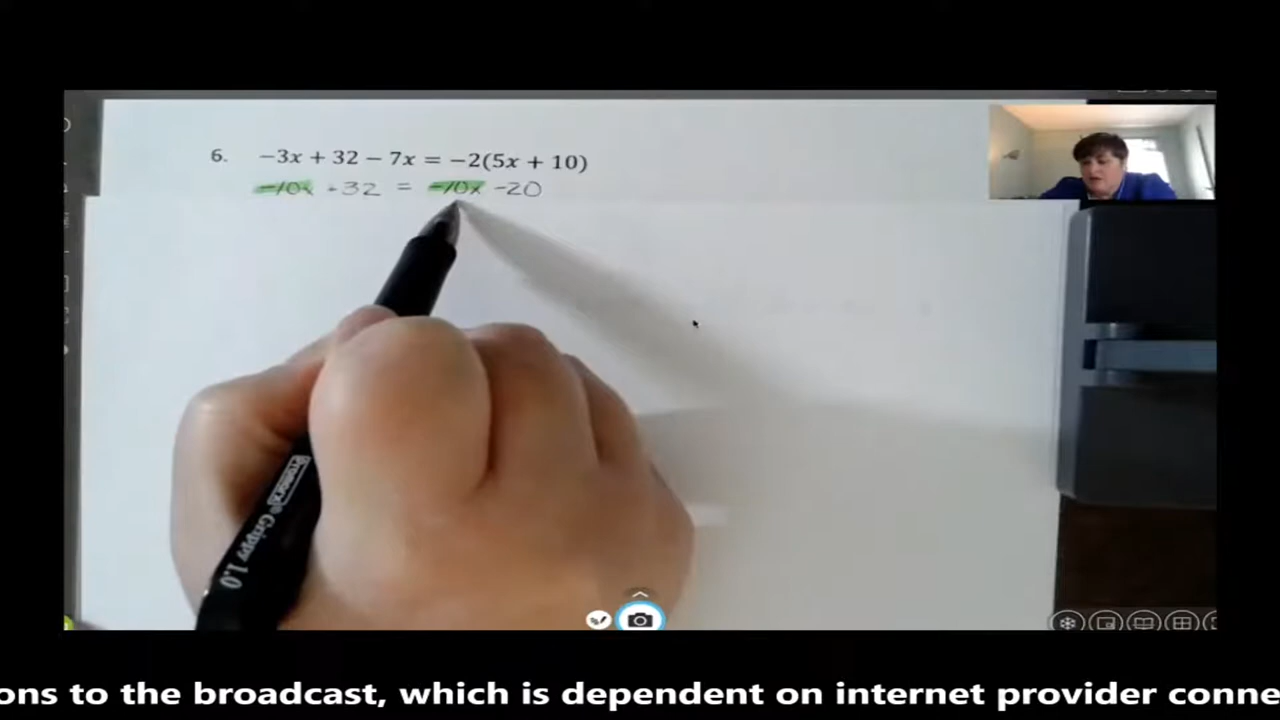 6. −3x + 32 − 7x = −2(5x + 10)
-10x +32 = -10x -20
Promarx® Grippy 1.0
ons to the broadcast, which is dependent on internet provider conne